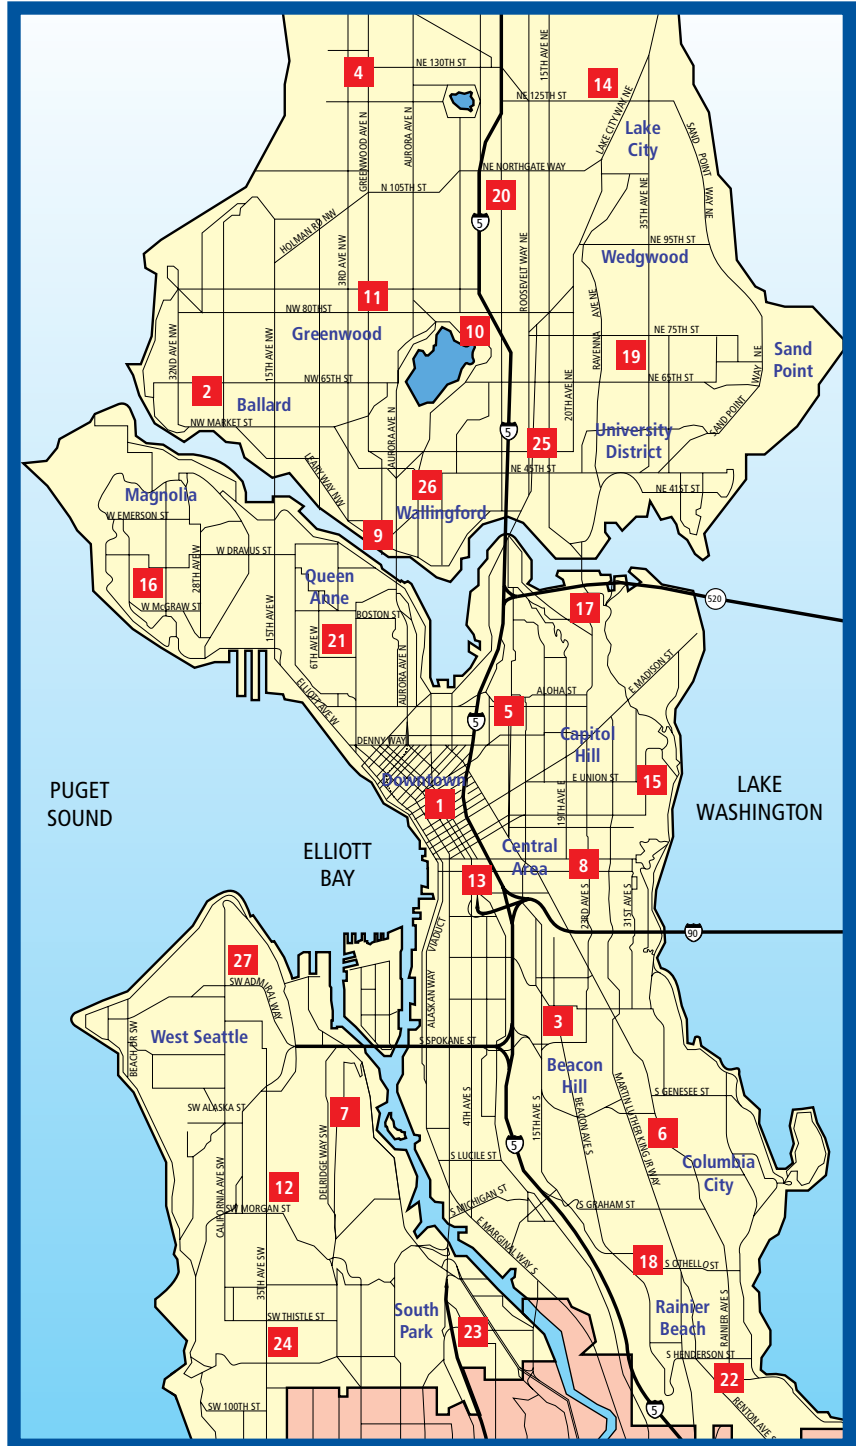 4
NE 130TH ST
15TH AVE NE
14
NE 125TH ST
LAKE CITY WAY NE
Lake
City
SAND POINT WAY NE
GREENWOOD AVE N
AURORA AVE N
NE NORTHGATE WAY
N 105TH ST
20
35TH AVE NE
HOLMAN RD NW
5
NE 95TH ST
Wedgwood
3RD AVE NW
ROOSEVELT WAY NE
11
NW 80THST
Greenwood
10
RAVENNA AVE NE
NE 75TH ST
19
Sand
Point
32ND AVE NW
15TH AVE NW
2
NW 65TH ST
20TH AVE NE
NE 65TH ST
SAND POINT WAY NE
Ballard
NW MARKET ST
AURORA AVE N
5
25
University
District
LEARY WAY NW
NE 45TH ST
26
Wallingford
NE 41ST ST
Magnolia
W EMERSON ST
9
W DRAVUS ST
28TH AVE W
16
W McGRAW ST
15TH AVE W
Queen
Anne
BOSTON ST
6TH AVE W
21
AURORA AVE N
17
520
E MADISON ST
ELLIOTT AVE W
ALOHA ST
5
5
DENNY WAY
Capitol
Hill
Downtown
E UNION ST
15
1
19TH AVE E
PUGET
SOUND
LAKE
WASHINGTON
ELLIOTT
BAY
Central
Area
8
13
23RD AVE S
31ST AVE S
90
VIADUCT
ALASKAN WAY
27
SW ADMIRAL WAY
BEACH DR SW
West Seattle
3
S SPOKANE ST
Beacon
Hill
SW ALASKA ST
7
4TH AVE S
15TH AVE S
BEACON AVE S
MARTIN LUTHER KING JR WAY
S GENESEE ST
6
5
S LUCILE ST
Columbia
City
DELRIDGE WAY SW
CALIFORNIA AVE SW
12
SW MORGAN ST
S MICHIGAN ST
S GRAHAM ST
E MARGINAL WAY S
35TH AVE SW
18
S OTHELLO ST
South
Park
23
Rainier
Beach
RAINIER AVE S
SW THISTLE ST
24
S HENDERSON ST
22
SW 100TH ST
5
RENTON AVE S